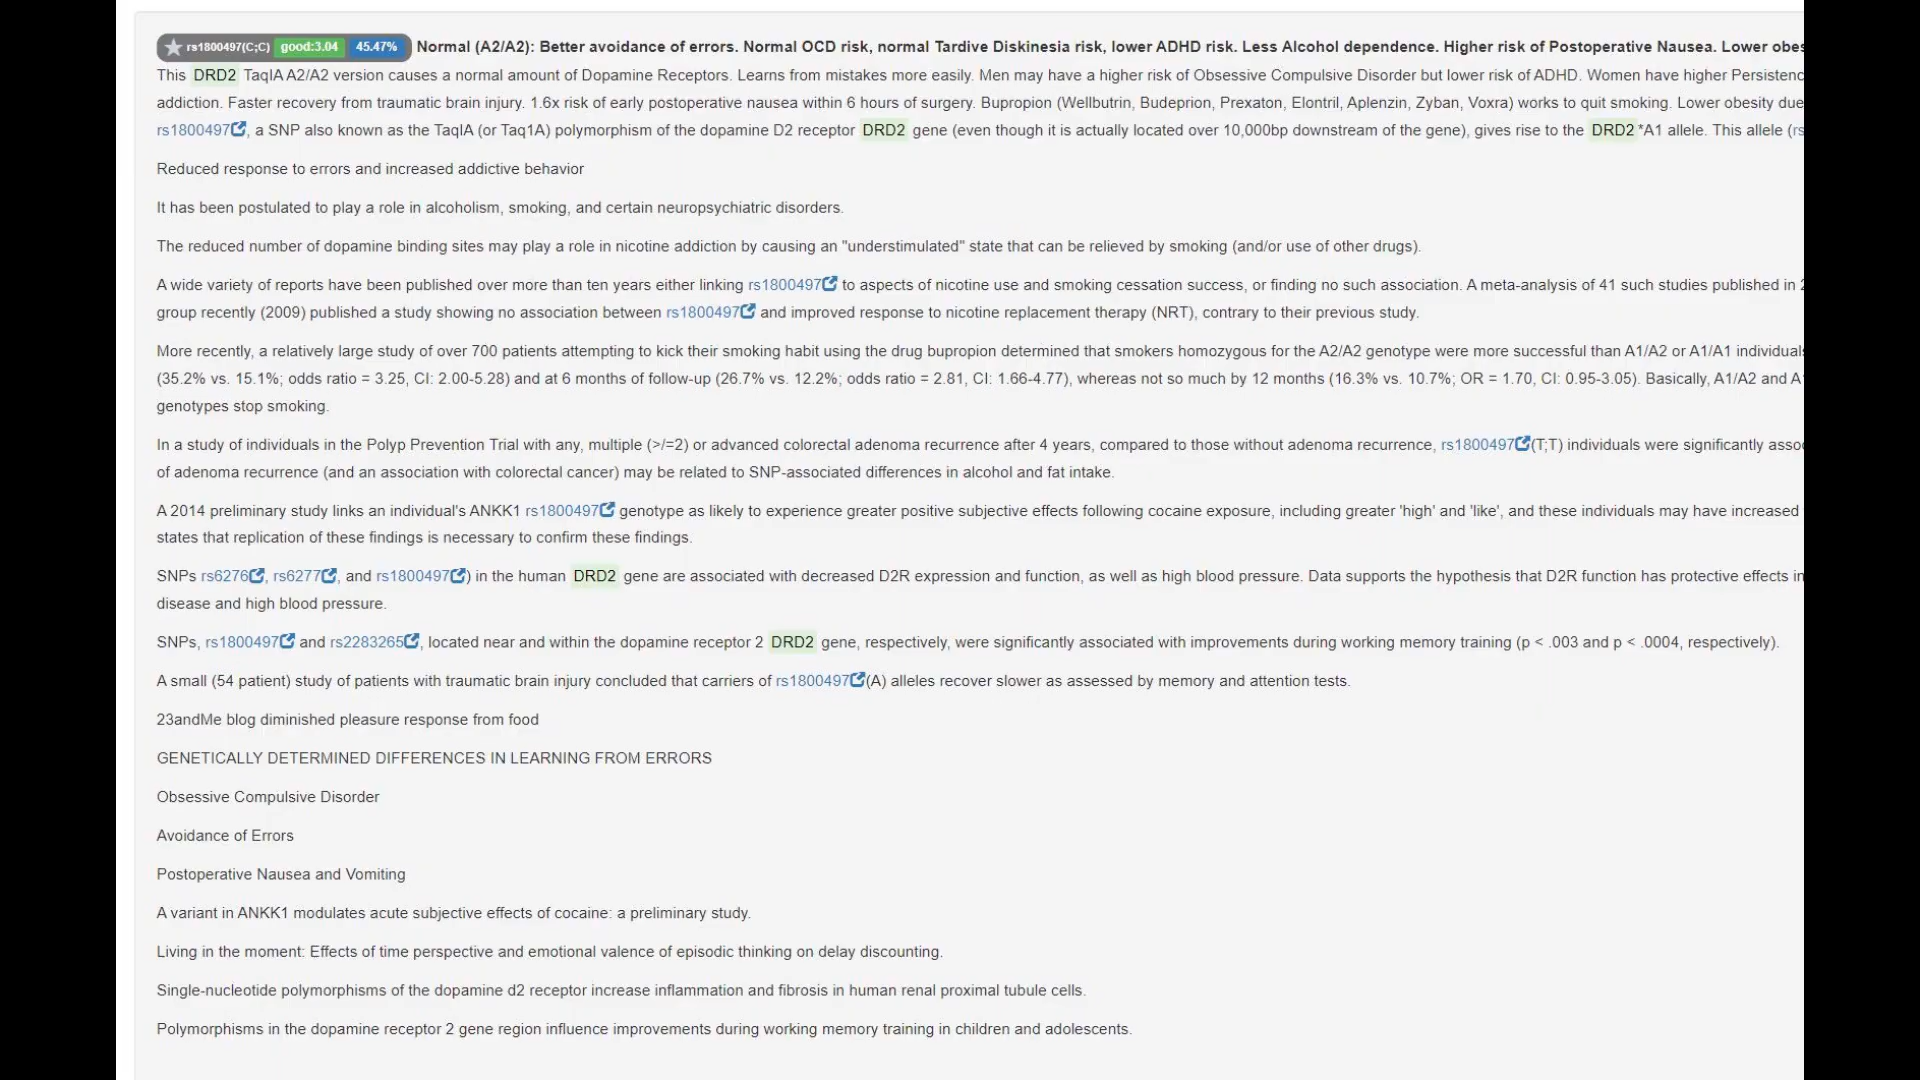 rs1800497(C;C) good:3.04 45.47% Normal (A2/A2): Better avoidance of errors. Normal OCD risk, normal Tardive Diskinesia risk, lower ADHD risk. Less Alcohol dependence. Higher risk of Postoperative Nausea. Lower obes
This DRD2 TaqIA A2/A2 version causes a normal amount of Dopamine Receptors. Learns from mistakes more easily. Men may have a higher risk of Obsessive Compulsive Disorder but lower risk of ADHD. Women have higher Persistenc
addiction. Faster recovery from traumatic brain injury. 1.6x risk of early postoperative nausea within 6 hours of surgery. Bupropion (Wellbutrin, Budeprion, Prexaton, Elontril, Aplenzin, Zyban, Voxra) works to quit smoking. Lower obesity due
rs1800497, a SNP also known as the TaqIA (or Taq1A) polymorphism of the dopamine D2 receptor DRD2 gene (even though it is actually located over 10,000bp downstream of the gene), gives rise to the DRD2*A1 allele. This allele (rs
Reduced response to errors and increased addictive behavior
It has been postulated to play a role in alcoholism, smoking, and certain neuropsychiatric disorders.
The reduced number of dopamine binding sites may play a role in nicotine addiction by causing an "understimulated" state that can be relieved by smoking (and/or use of other drugs).
A wide variety of reports have been published over more than ten years either linking rs1800497 to aspects of nicotine use and smoking cessation success, or finding no such association. A meta-analysis of 41 such studies published in 2
group recently (2009) published a study showing no association between rs1800497 and improved response to nicotine replacement therapy (NRT), contrary to their previous study.
More recently, a relatively large study of over 700 patients attempting to kick their smoking habit using the drug bupropion determined that smokers homozygous for the A2/A2 genotype were more successful than A1/A2 or A1/A1 individuals
(35.2% vs. 15.1%; odds ratio = 3.25, CI: 2.00-5.28) and at 6 months of follow-up (26.7% vs. 12.2%; odds ratio = 2.81, CI: 1.66-4.77), whereas not so much by 12 months (16.3% vs. 10.7%; OR = 1.70, CI: 0.95-3.05). Basically, A1/A2 and A
genotypes stop smoking.
In a study of individuals in the Polyp Prevention Trial with any, multiple (>/=2) or advanced colorectal adenoma recurrence after 4 years, compared to those without adenoma recurrence, rs1800497(T;T) individuals were significantly asso
of adenoma recurrence (and an association with colorectal cancer) may be related to SNP-associated differences in alcohol and fat intake.
A 2014 preliminary study links an individual's ANKK1 rs1800497 genotype as likely to experience greater positive subjective effects following cocaine exposure, including greater 'high' and 'like', and these individuals may have increased
states that replication of these findings is necessary to confirm these findings.
SNPs rs6276, rs6277, and rs1800497) in the human DRD2 gene are associated with decreased D2R expression and function, as well as high blood pressure. Data supports the hypothesis that D2R function has protective effects in
disease and high blood pressure.
SNPs, rs1800497 and rs2283265, located near and within the dopamine receptor 2 DRD2 gene, respectively, were significantly associated with improvements during working memory training (p < .003 and p < .0004, respectively).
A small (54 patient) study of patients with traumatic brain injury concluded that carriers of rs1800497(A) alleles recover slower as assessed by memory and attention tests.
23andMe blog diminished pleasure response from food
GENETICALLY DETERMINED DIFFERENCES IN LEARNING FROM ERRORS
Obsessive Compulsive Disorder
Avoidance of Errors
Postoperative Nausea and Vomiting
A variant in ANKK1 modulates acute subjective effects of cocaine: a preliminary study.
Living in the moment: Effects of time perspective and emotional valence of episodic thinking on delay discounting.
Single-nucleotide polymorphisms of the dopamine d2 receptor increase inflammation and fibrosis in human renal proximal tubule cells.
Polymorphisms in the dopamine receptor 2 gene region influence improvements during working memory training in children and adolescents.